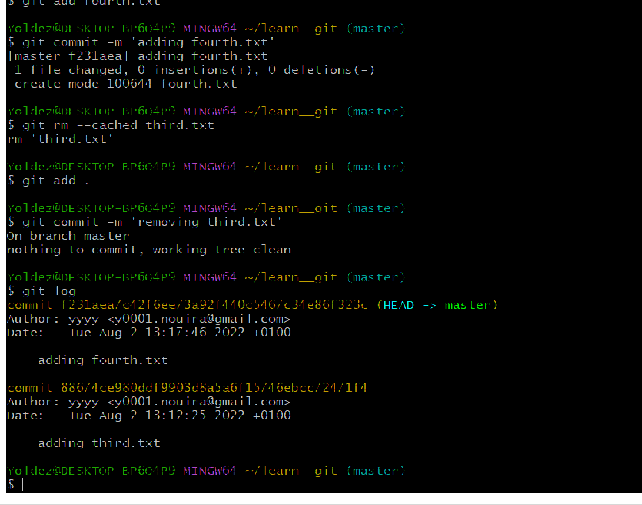 $ git add fourth.txt
Yoldez@DESKTOP-BP6O4P9 MINGW64 ~/learn__git (master)
$ git commit -m 'adding fourth.txt'
[master f231aea] adding fourth.txt
1 file changed, 0 insertions(+), 0 deletions(-)
create mode 100644 fourth.txt
Yoldez@DESKTOP-BP6O4P9 MINGW64 ~/learn__git (master)
$ git rm --cached third.txt
rm 'third.txt'
Yoldez@DESKTOP-BP6O4P9 MINGW64 ~/learn__git (master)
$ git add .
Yoldez@DESKTOP-BP6O4P9 MINGW64 ~/learn__git (master)
$ git commit -m 'removing third.txt'
On branch master
nothing to commit, working tree clean
Yoldez@DESKTOP-BP6O4P9 MINGW64 ~/learn__git (master)
$ git log
commit (HEAD -> master)
Author: yyyy <y0001.nouira@gmail.com>
Date: Tue Aug 2 13:17:46 2022 +0100
adding fourth.txt
commit
Author: yyyy <y0001.nouira@gmail.com>
Date: Tue Aug 2 13:12:25 2022 +0100
adding third.txt
Yoldez@DESKTOP-BP6O4P9 MINGW64 ~/learn__git (master)
$